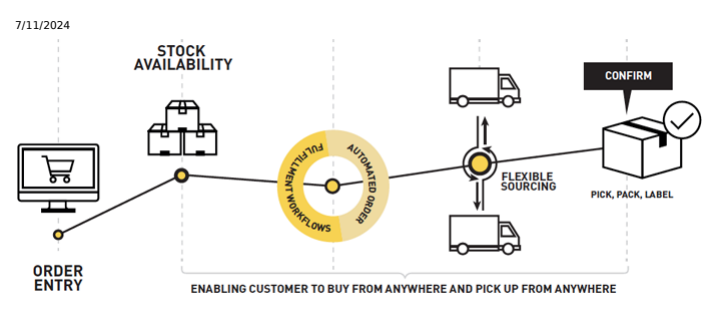 7/11/2024
STOCK
AVAILABILITY
CONFIRM
FULFILLMENT WORKFLOWS
AUTOMATED ORDER
FLEXIBLE
SOURCING
PICK, PACK, LABEL
ORDER
ENTRY
ENABLING CUSTOMER TO BUY FROM ANYWHERE AND PICK UP FROM ANYWHERE